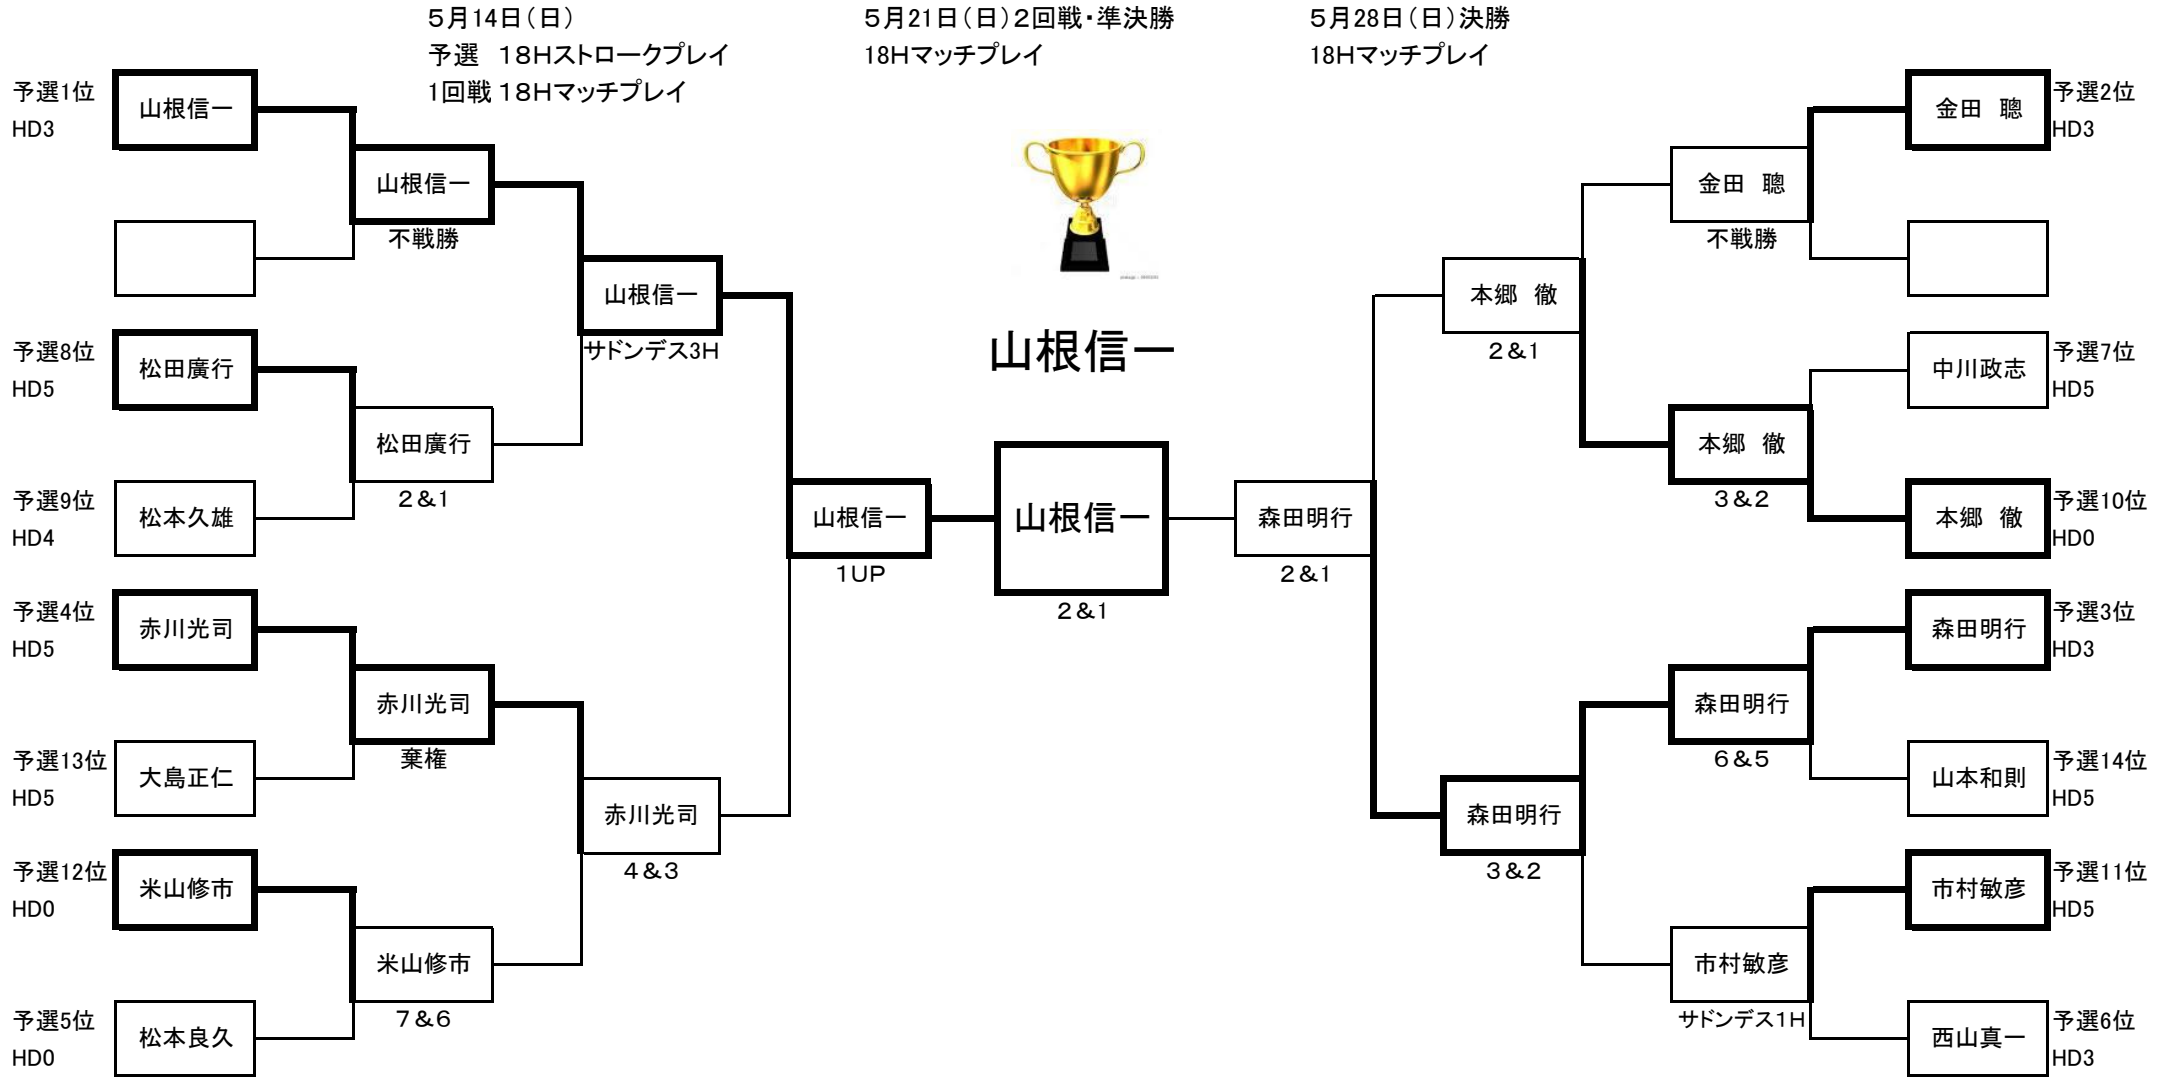 5月14日(日)
予選　18Hストロークプレイ
1回戦 18Hマッチプレイ
5月21日(日)2回戦・準決勝
18Hマッチプレイ
5月28日(日)決勝
18Hマッチプレイ
予選1位
HD3
山根信一
山根信一
不戦勝
山根信一
サドンデス3H
予選8位
HD5
松田廣行
松田廣行
2&1
予選9位
HD4
松本久雄
山根信一
1UP
予選4位
HD5
赤川光司
赤川光司
棄権
予選13位
HD5
大島正仁
赤川光司
4&3
予選12位
HD0
米山修市
米山修市
7&6
予選5位
HD0
松本良久
山根信一
山根信一
2&1
森田明行
2&1
本郷　徹
2&1
金田　聰
不戦勝
金田　聰
予選2位
HD3
中川政志
予選7位
HD5
本郷　徹
3&2
本郷　徹
予選10位
HD0
森田明行
予選3位
HD3
森田明行
6&5
山本和則
予選14位
HD5
森田明行
3&2
市村敏彦
予選11位
HD5
市村敏彦
サドンデス1H
西山真一
予選6位
HD3